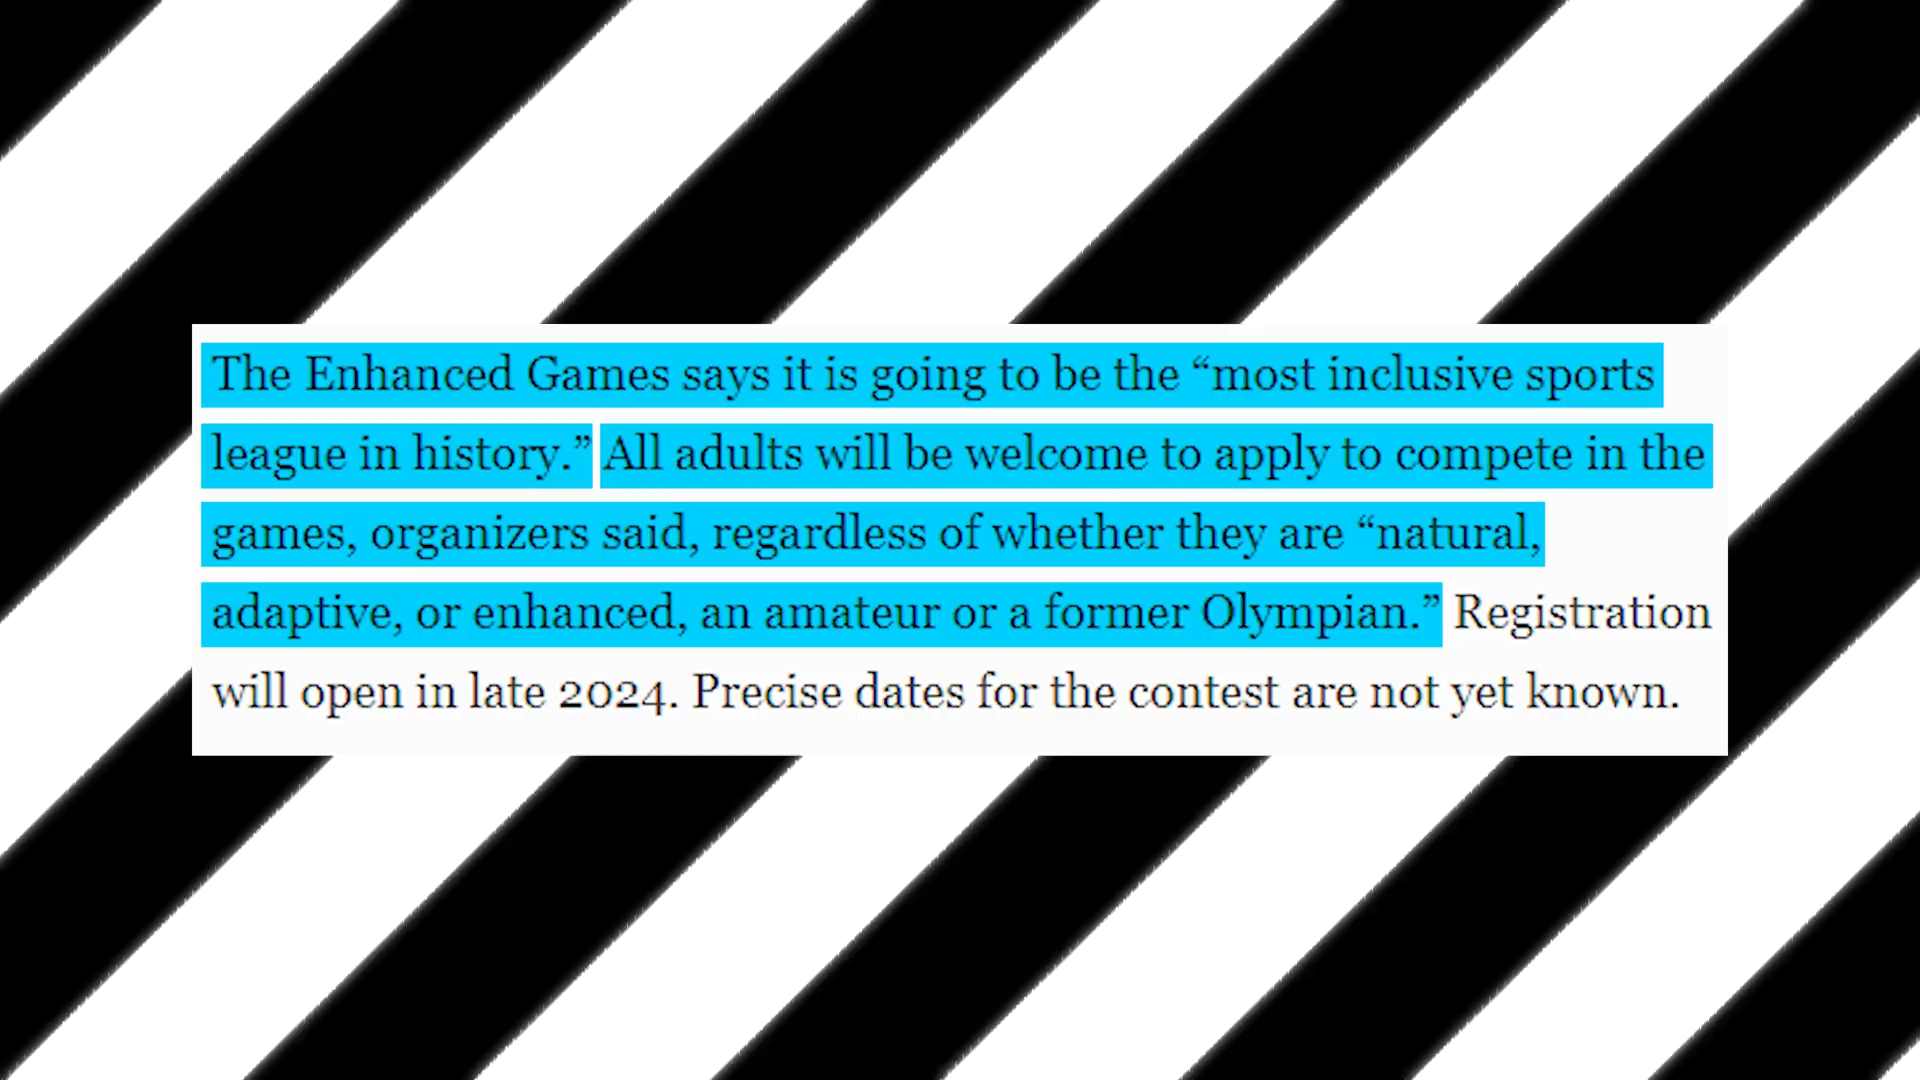 The Enhanced Games says it is going to be the “most inclusive sports
league in history.” All adults will be welcome to apply to compete in the
games, organizers said, regardless of whether they are “natural,
adaptive, or enhanced, an amateur or a former Olympian.” Registration
will open in late 2024. Precise dates for the contest are not yet known.